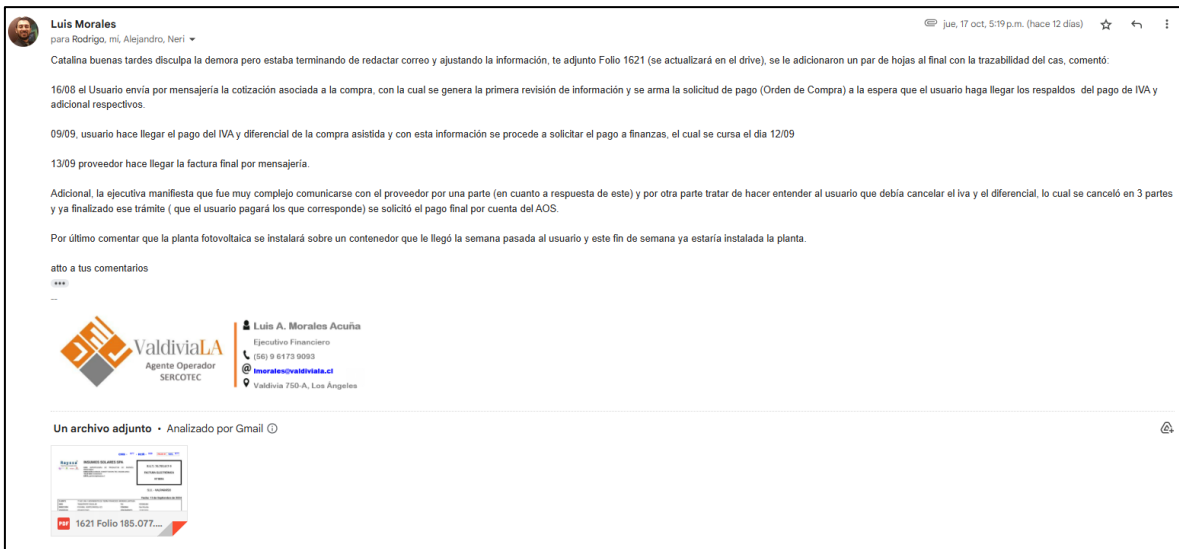 Luis Morales
jue, 17 oct, 5:19 p.m. (hace 12 días)
para Rodrigo, mí, Alejandro, Neri
Catalina buenas tardes disculpa la demora pero estaba terminando de redactar correo y ajustando la información, te adjunto Folio 1621 (se actualizará en el drive), se le adicionaron un par de hojas al final con la trazabilidad del cas, comentó:
16/08 el Usuario envía por mensajería la cotización asociada a la compra, con la cual se genera la primera revisión de información y se arma la solicitud de pago (Orden de Compra) a la espera que el usuario haga llegar los respaldos del pago de IVA y
adicional respectivos.
09/09, usuario hace llegar el pago del IVA y diferencial de la compra asistida y con esta información se procede a solicitar el pago a finanzas, el cual se cursa el dia 12/09
13/09 proveedor hace llegar la factura final por mensajería.
Adicional, la ejecutiva manifiesta que fue muy complejo comunicarse con el proveedor por una parte (en cuanto a respuesta de este) y por otra parte tratar de hacer entender al usuario que debía cancelar el iva y el diferencial, lo cual se canceló en 3 partes
y ya finalizado ese trámite ( que el usuario pagará los que corresponde) se solicitó el pago final por cuenta del AOS.
Por último comentar que la planta fotovoltaica se instalará sobre un contenedor que le llegó la semana pasada al usuario y este fin de semana ya estaría instalada la planta.
atto a tus comentarios
...
--
ValdiviaLA
Agente Operador
SERCOTEC
Luis A. Morales Acuña
Ejecutivo Financiero
(56) 9 6173 9093
@ lmorales@valdiviala.cl
Valdivia 750-A, Los Ángeles
Un archivo adjunto • Analizado por Gmail
PDF 1621 Folio 185.077....